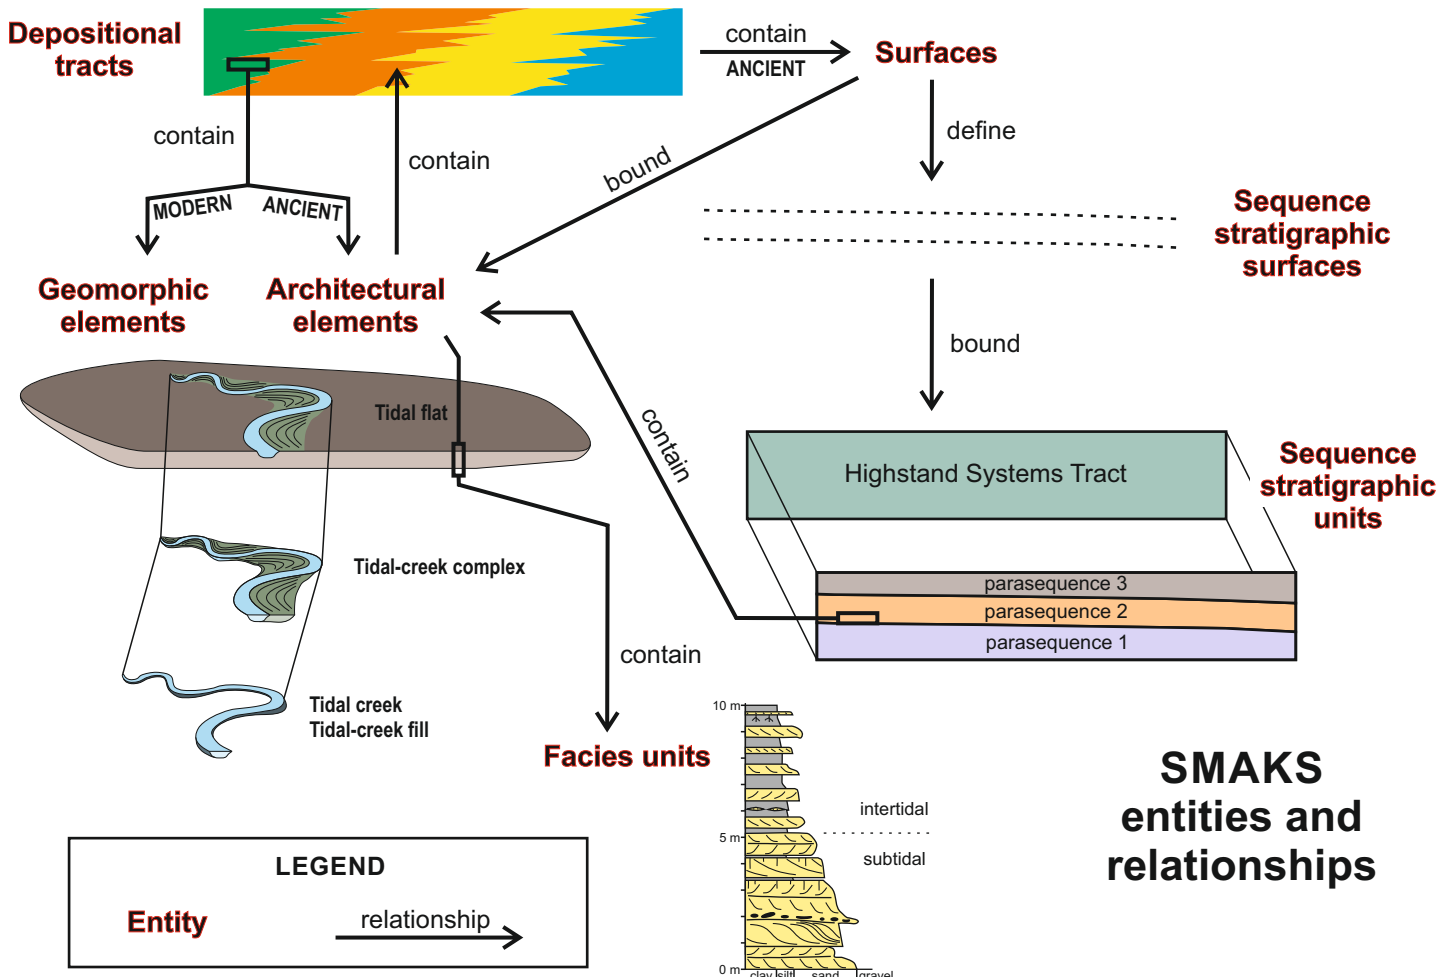 Depositional
tracts
contain
ANCIENT
Surfaces
contain
contain
bound
define
MODERN
ANCIENT
Sequence
stratigraphic
surfaces
Geomorphic
elements
Architectural
elements
bound
Tidal flat
contain
Highstand Systems Tract
Sequence
stratigraphic
units
Tidal-creek complex
parasequence 3
parasequence 2
parasequence 1
contain
Tidal creek
Tidal-creek fill
Facies units
10 m
5 m
0 m
intertidal
subtidal
clay silt sand gravel
SMAKS
entities and
relationships
LEGEND
Entity
relationship